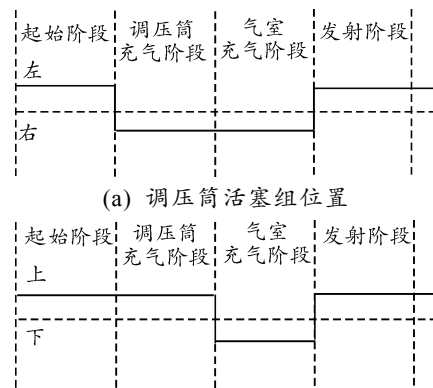 起始阶段 调压筒 气室 发射阶段
充气阶段 充气阶段
左
右
(a) 调压筒活塞组位置
起始阶段 调压筒 气室 发射阶段
充气阶段 充气阶段
上
下